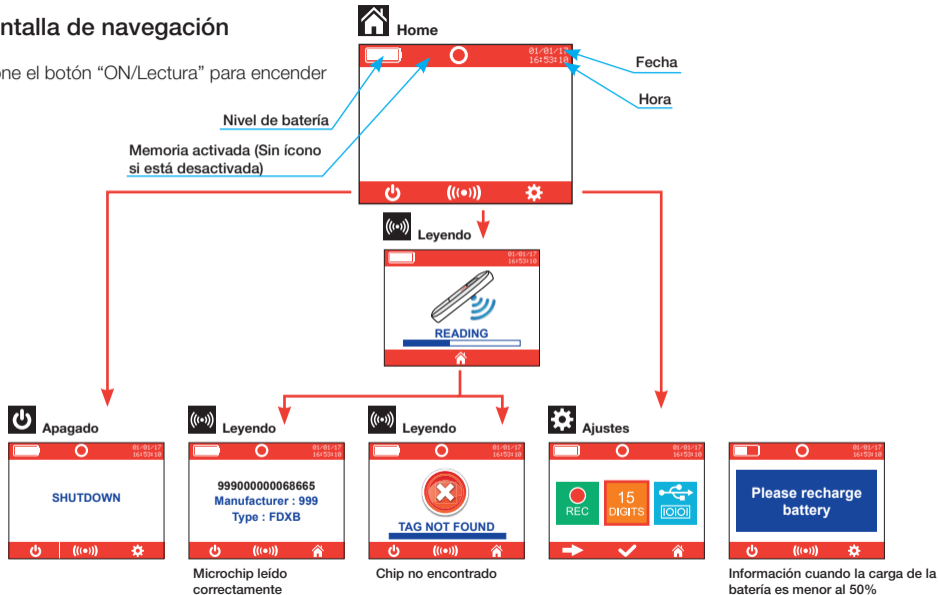 ntalla de navegación
one el botón “ON/Lectura” para encender
Home
01/01/17
16:53:10
Fecha
Hora
Nivel de batería
Memoria activada (Sin ícono
si está desactivada)
Leyendo
01/01/17
16:53:10
READING
Apagado
01/01/17
16:53:10
SHUTDOWN
Leyendo
01/01/17
16:53:10
999000000068665
Manufacturer : 999
Type : FDXB
Microchip leído
correctamente
Leyendo
01/01/17
16:53:10
TAG NOT FOUND
Chip no encontrado
Ajustes
01/01/17
16:53:10
REC
15
DIGITS
IOIOI
01/01/17
16:53:10
Please recharge
battery
Información cuando la carga de la
batería es menor al 50%